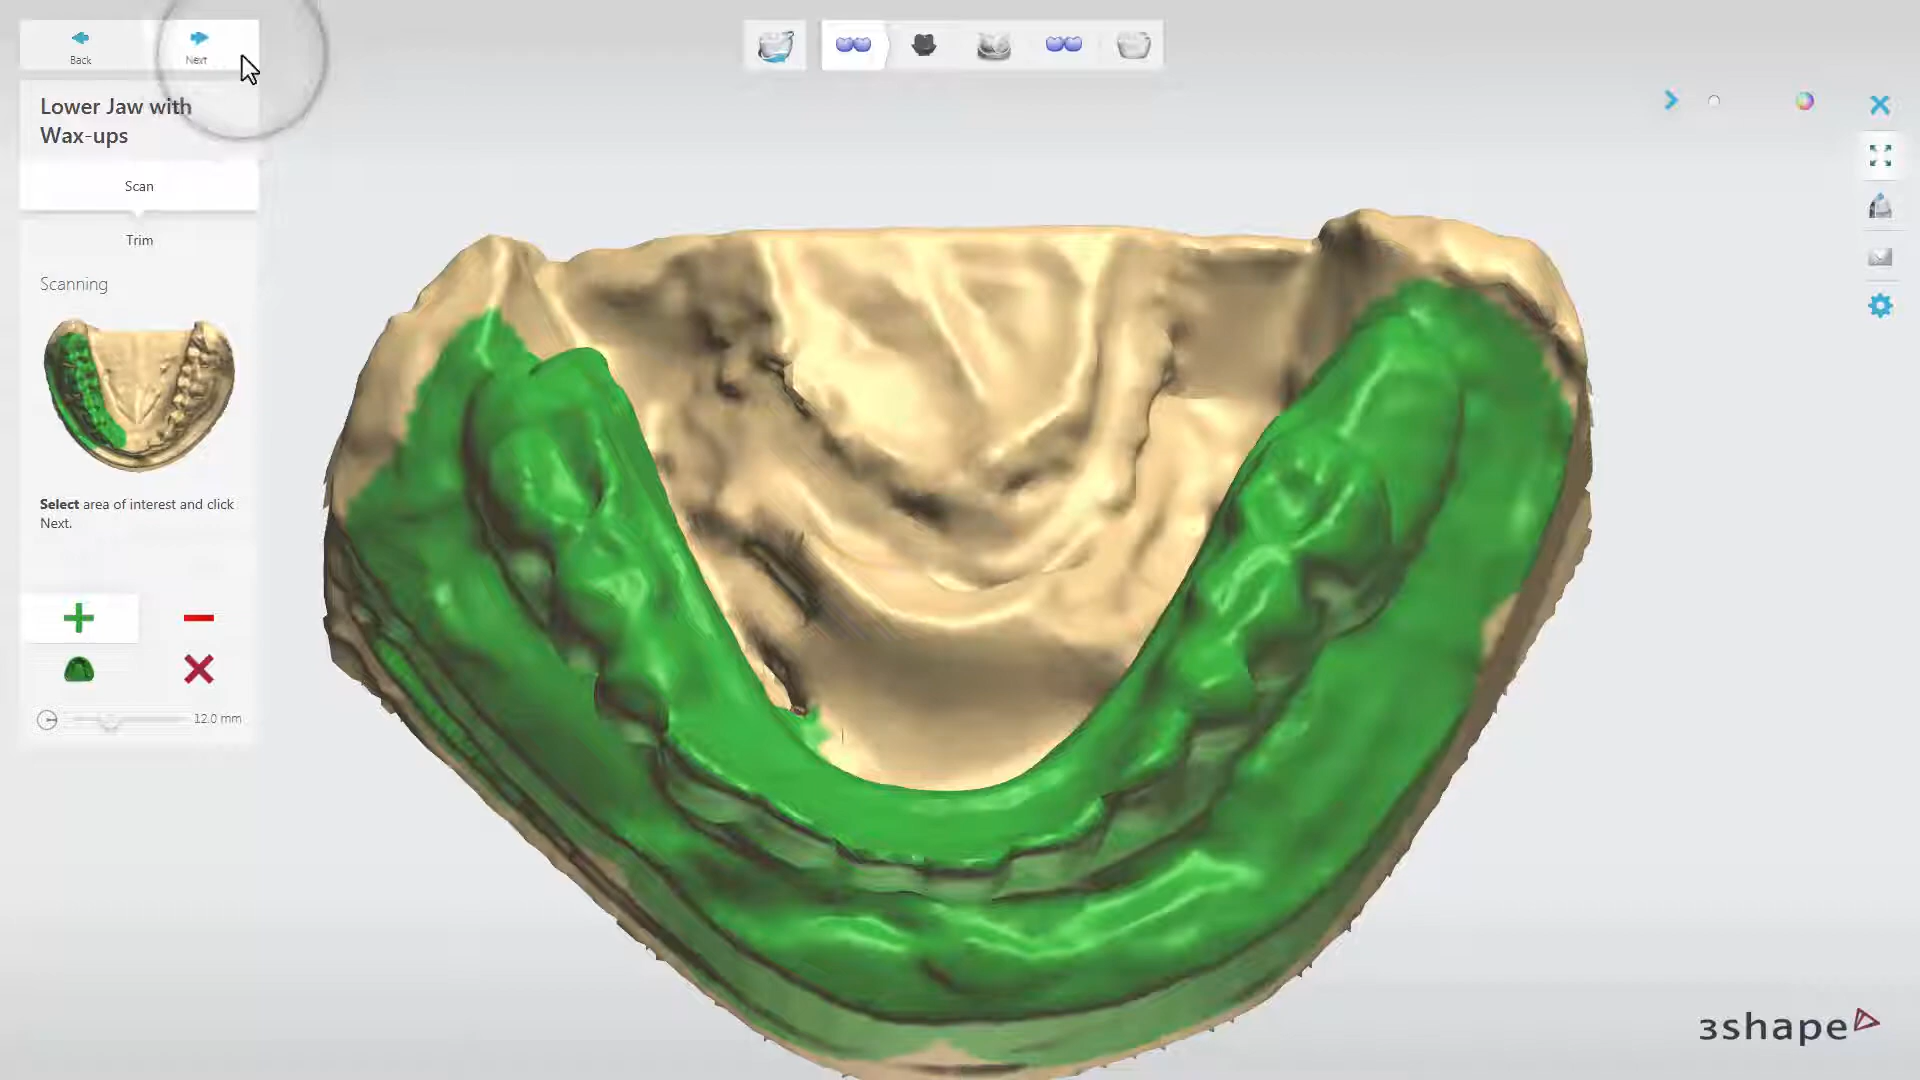 Back
Next
Lower Jaw with
Wax-ups
Scan
Trim
Scanning
Select area of interest and click
Next.
12.0 mm
3shape